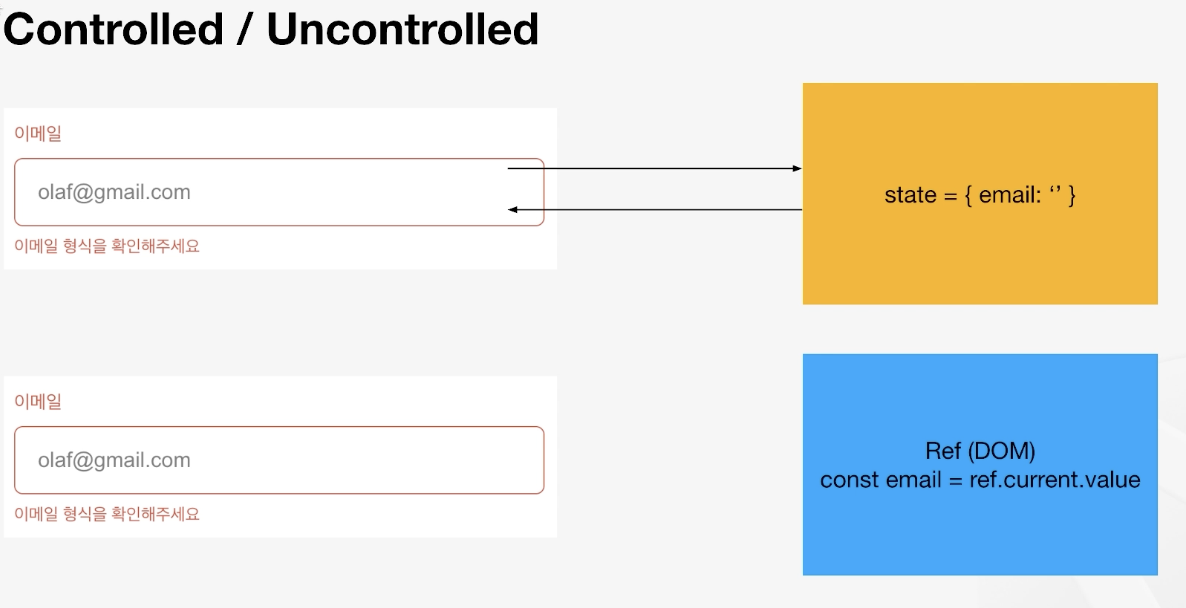 Controlled / Uncontrolled
이메일
olaf@gmail.com
이메일 형식을 확인해주세요
state = { email: ‘’ }
이메일
olaf@gmail.com
이메일 형식을 확인해주세요
Ref (DOM)
const email = ref.current.value